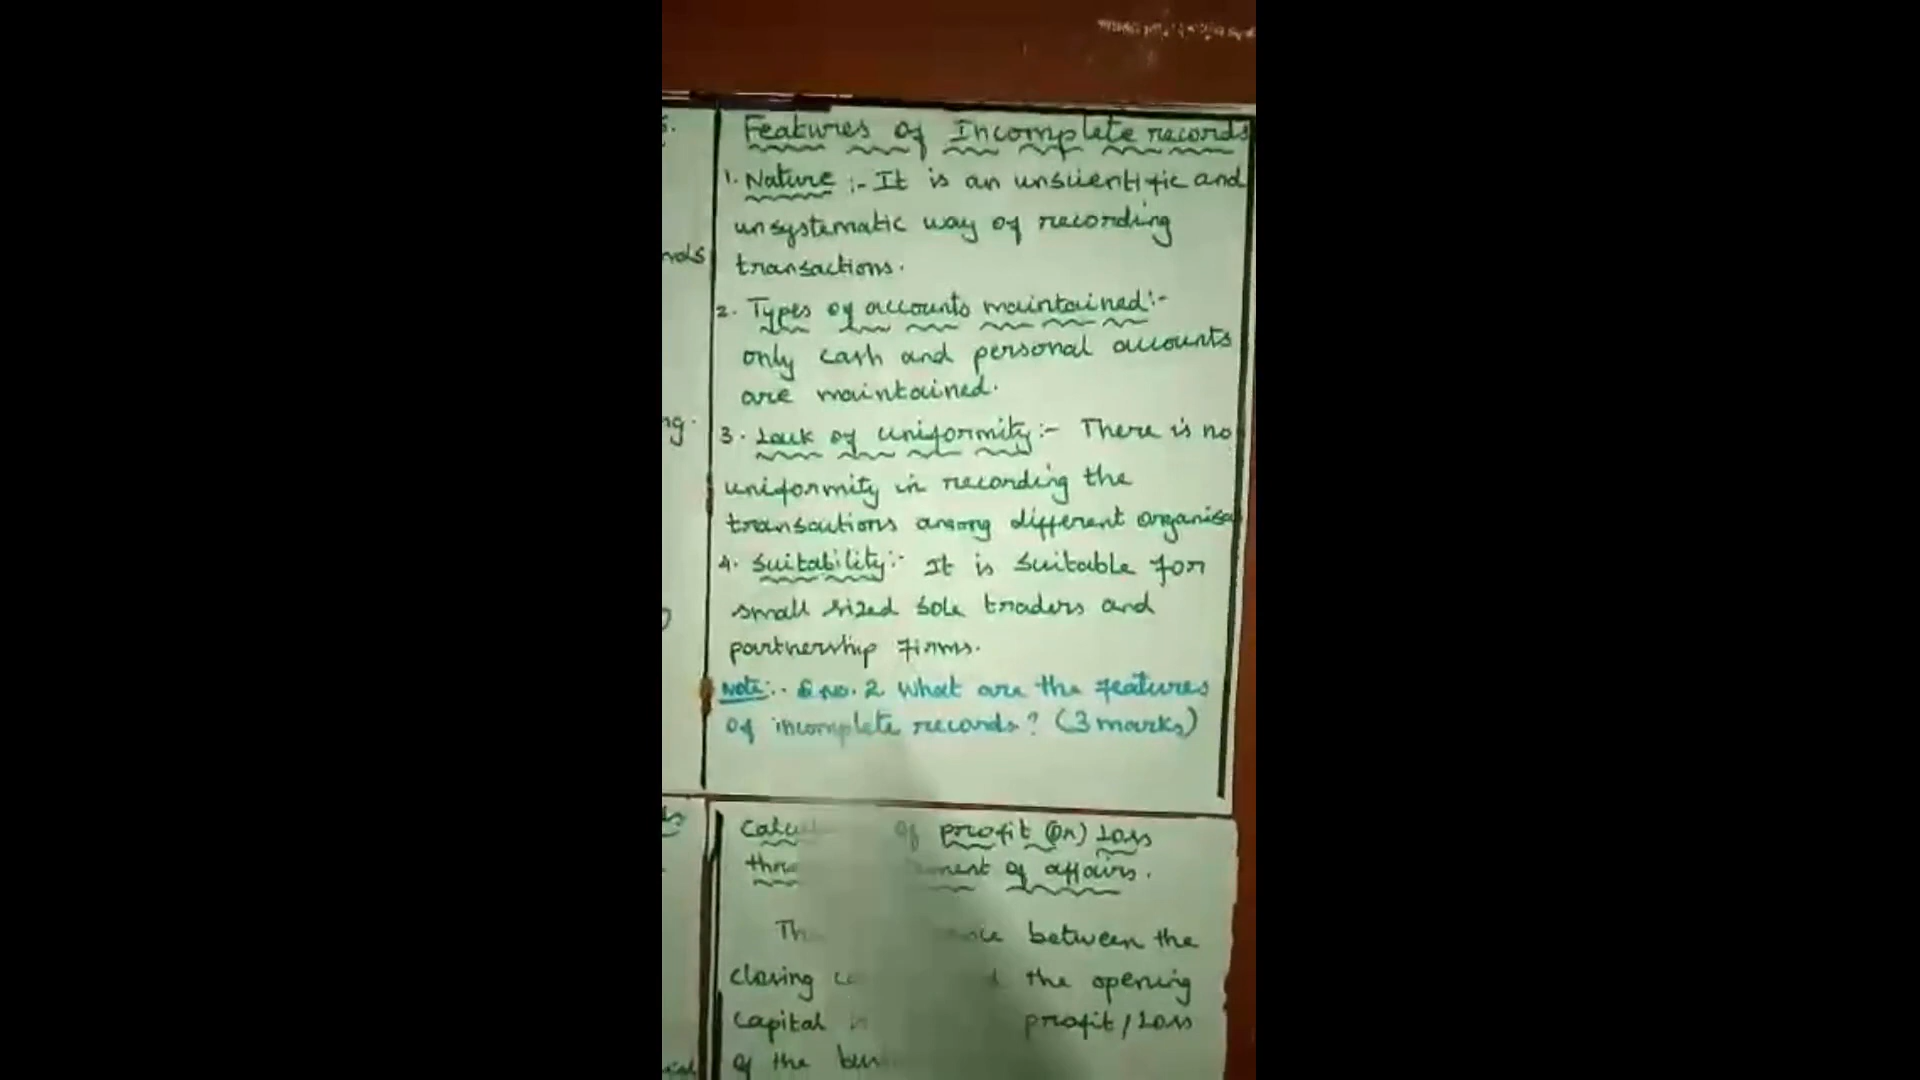 Features of Incomplete records
1. Nature :- It is an unscientific and
unsystematic way of recording
transactions.
2. Types of accounts maintained:-
only cash and personal accounts
are maintained.
3. Lack of uniformity:- There is no
uniformity in recording the
transactions among different organisa
4. Suitability:- It is suitable for
small sized sole traders and
partnership firms.
Note:- Q no. 2 What are the features
of incomplete records? (3 marks)
of profit (or) Loss
of affairs.
between the
closing the opening
capital profit / Loss
of the